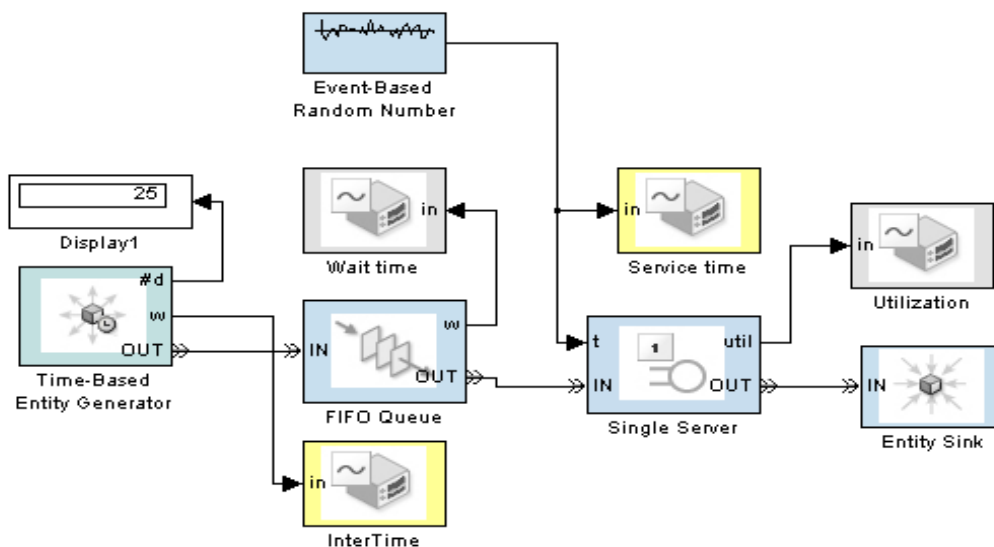 Event-Based
Random Number
25
Display1
in
Wait time
in
Service time
in
Utilization
#d
w
OUT
Time-Based
Entity Generator
IN
w
OUT
FIFO Queue
t
IN
1
util
OUT
Single Server
IN
Entity Sink
in
InterTime